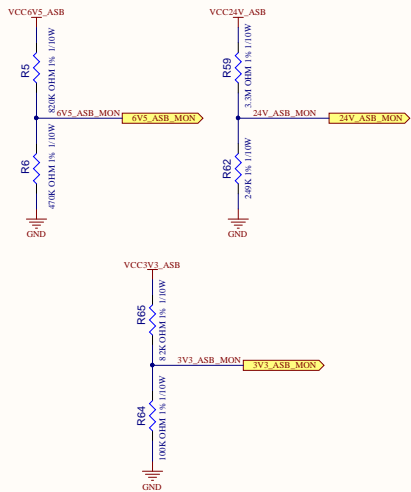 VCC6V5_ASB
R5
820K OHM 1% 1/10W
6V5_ASB_MON
6V5_ASB_MON
R6
470K OHM 1% 1/10W
GND
VCC24V_ASB
R59
3.3M OHM 1% 1/10W
24V_ASB_MON
24V_ASB_MON
R62
249K 1% 1/10W
GND
VCC3V3_ASB
R65
82K OHM 1% 1/10W
3V3_ASB_MON
3V3_ASB_MON
R64
100K OHM 1% 1/10W
GND